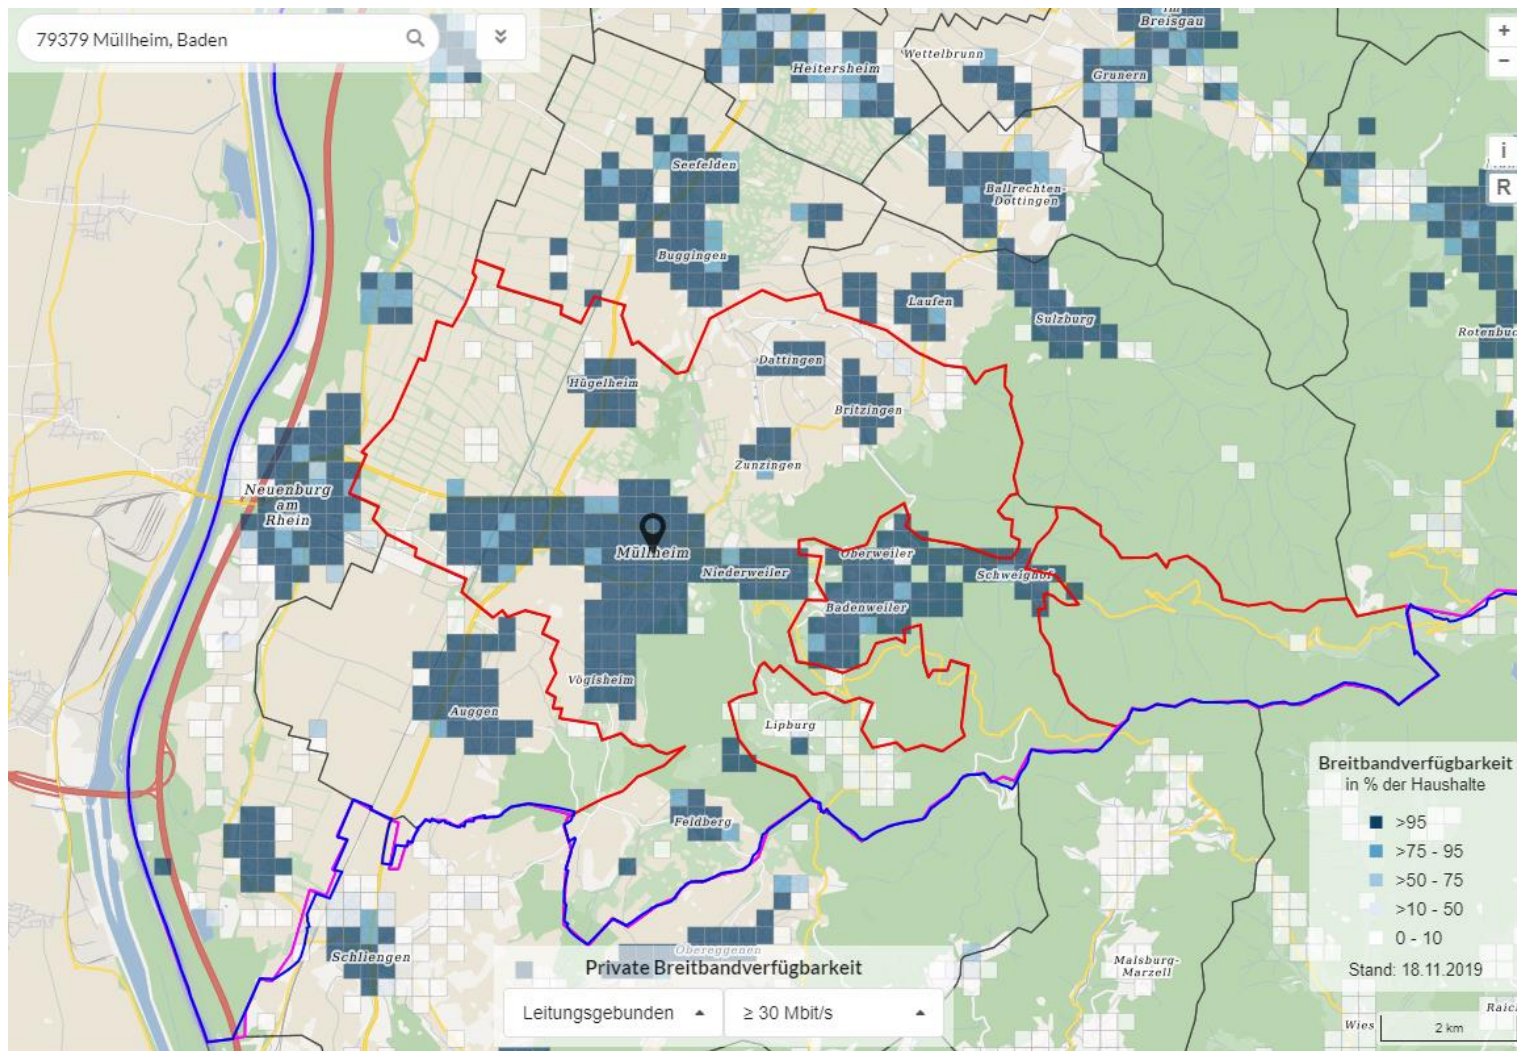 79379 Müllheim, Baden
im
Breisgau
Wettelbrunn
Heitersheim
Grunern
+
−
i
R
Seefelden
Ballrechten-
Dottingen
Buggingen
Laufen
Sulzburg
Rotenbuc
Dattingen
Hügelheim
Britzingen
Zunzingen
Neuenburg
am
Rhein
Müllheim
Oberweiler
Niederweiler
Schweighof
Badenweiler
Vögisheim
Auggen
Lipburg
Feldberg
Schliengen
Obereggenen
Malsburg-
Marzell
Wies
Raic
Breitbandverfügbarkeit
in % der Haushalte
>95
>75 - 95
>50 - 75
>10 - 50
0 - 10
Stand: 18.11.2019
2 km
Private Breitbandverfügbarkeit
Leitungsgebunden
≥ 30 Mbit/s